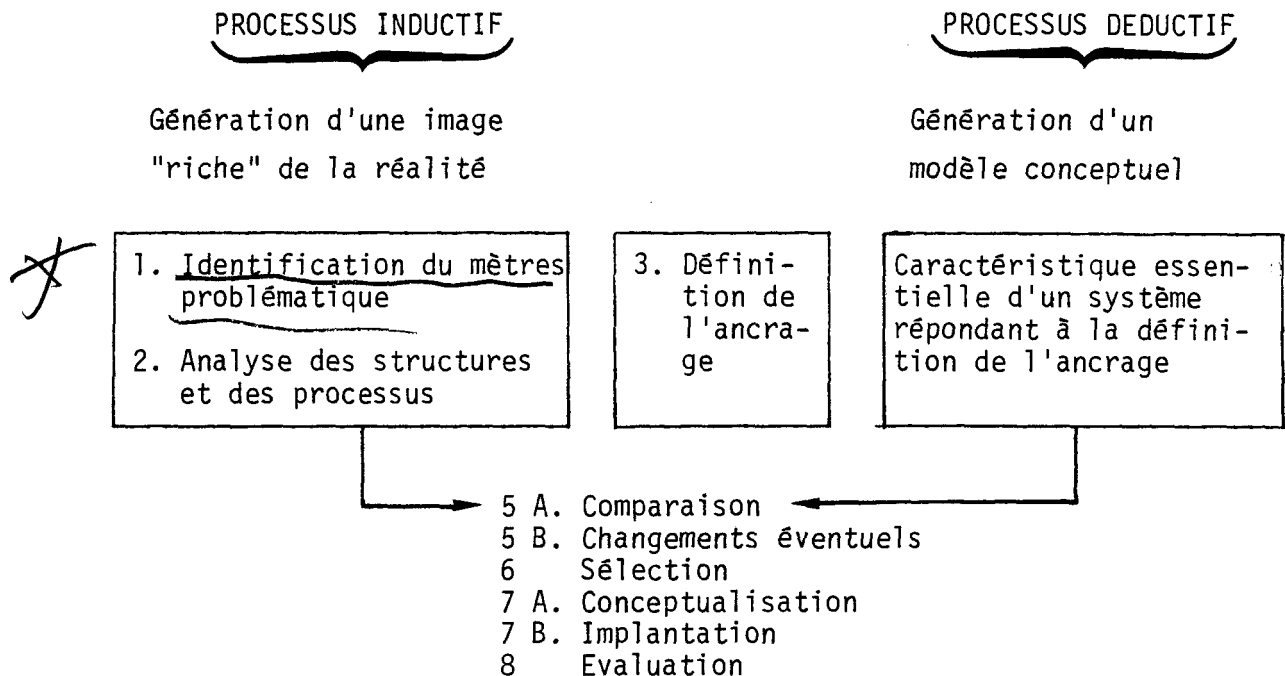 PROCESSUS INDUCTIF
PROCESSUS DEDUCTIF
Génération d'une image
"riche" de la réalité
Génération d'un
modèle conceptuel
1. Identification du mètres
problématique
2. Analyse des structures
et des processus
3. Défini-
tion de
l'ancra-
ge
Caractéristique essen-
tielle d'un système
répondant à la défini-
tion de l'ancrage
5 A. Comparaison
5 B. Changements éventuels
6 Sélection
7 A. Conceptualisation
7 B. Implantation
8 Evaluation